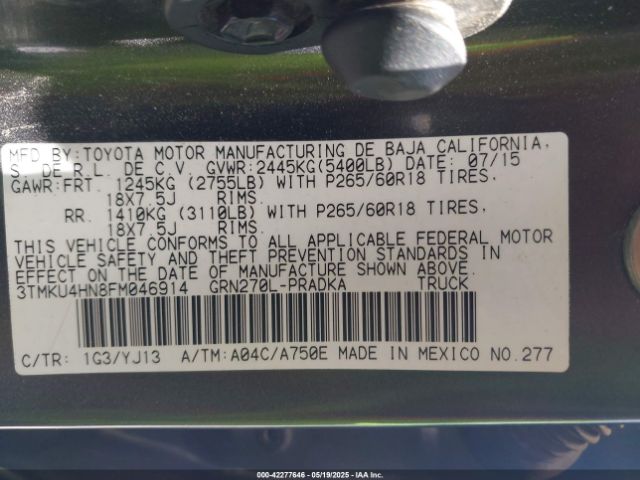 MFD BY:TOYOTA MOTOR MANUFACTURING DE BAJA CALIFORNIA,
S. DE R.L. DE C.V. GVWR:2445KG(5400LB) DATE: 07/15
GAWR:FRT. 1245KG (2755LB) WITH P265/60R18 TIRES,
18X7.5J RIMS.
RR. 1410KG (3110LB) WITH P265/60R18 TIRES,
18X7.5J RIMS.
THIS VEHICLE CONFORMS TO ALL APPLICABLE FEDERAL MOTOR
VEHICLE SAFETY AND THEFT PREVENTION STANDARDS IN
EFFECT ON THE DATE OF MANUFACTURE SHOWN ABOVE.
3TMKU4HN8FM046914 GRN270L-PRADKA TRUCK
C/TR: 1G3/YJ13 A/TM:A04C/A750E MADE IN MEXICO NO.277
000-42277646 - 05/19/2025 - IAA Inc.